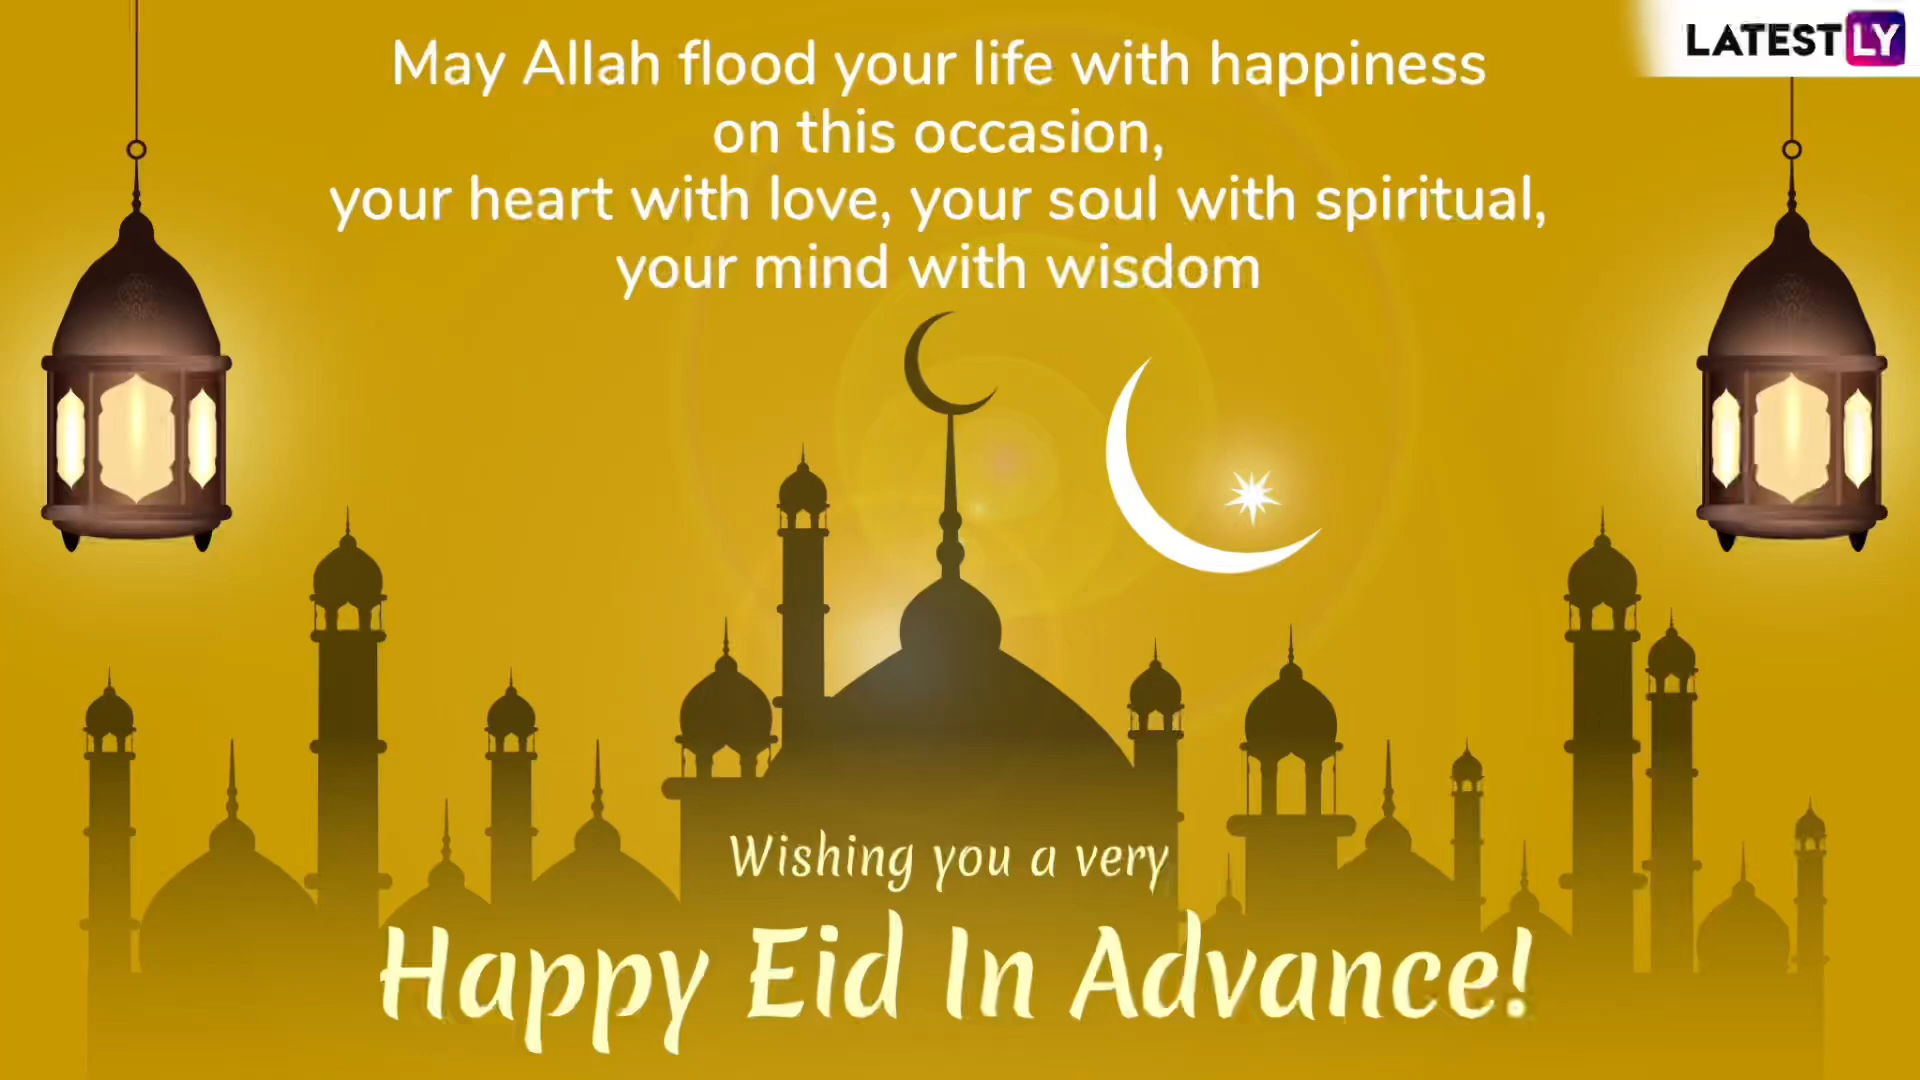 LATESTLY
May Allah flood your life with happiness
on this occasion,
your heart with love, your soul with spiritual,
your mind with wisdom
Wishing you a very
Happy Eid In Advance!